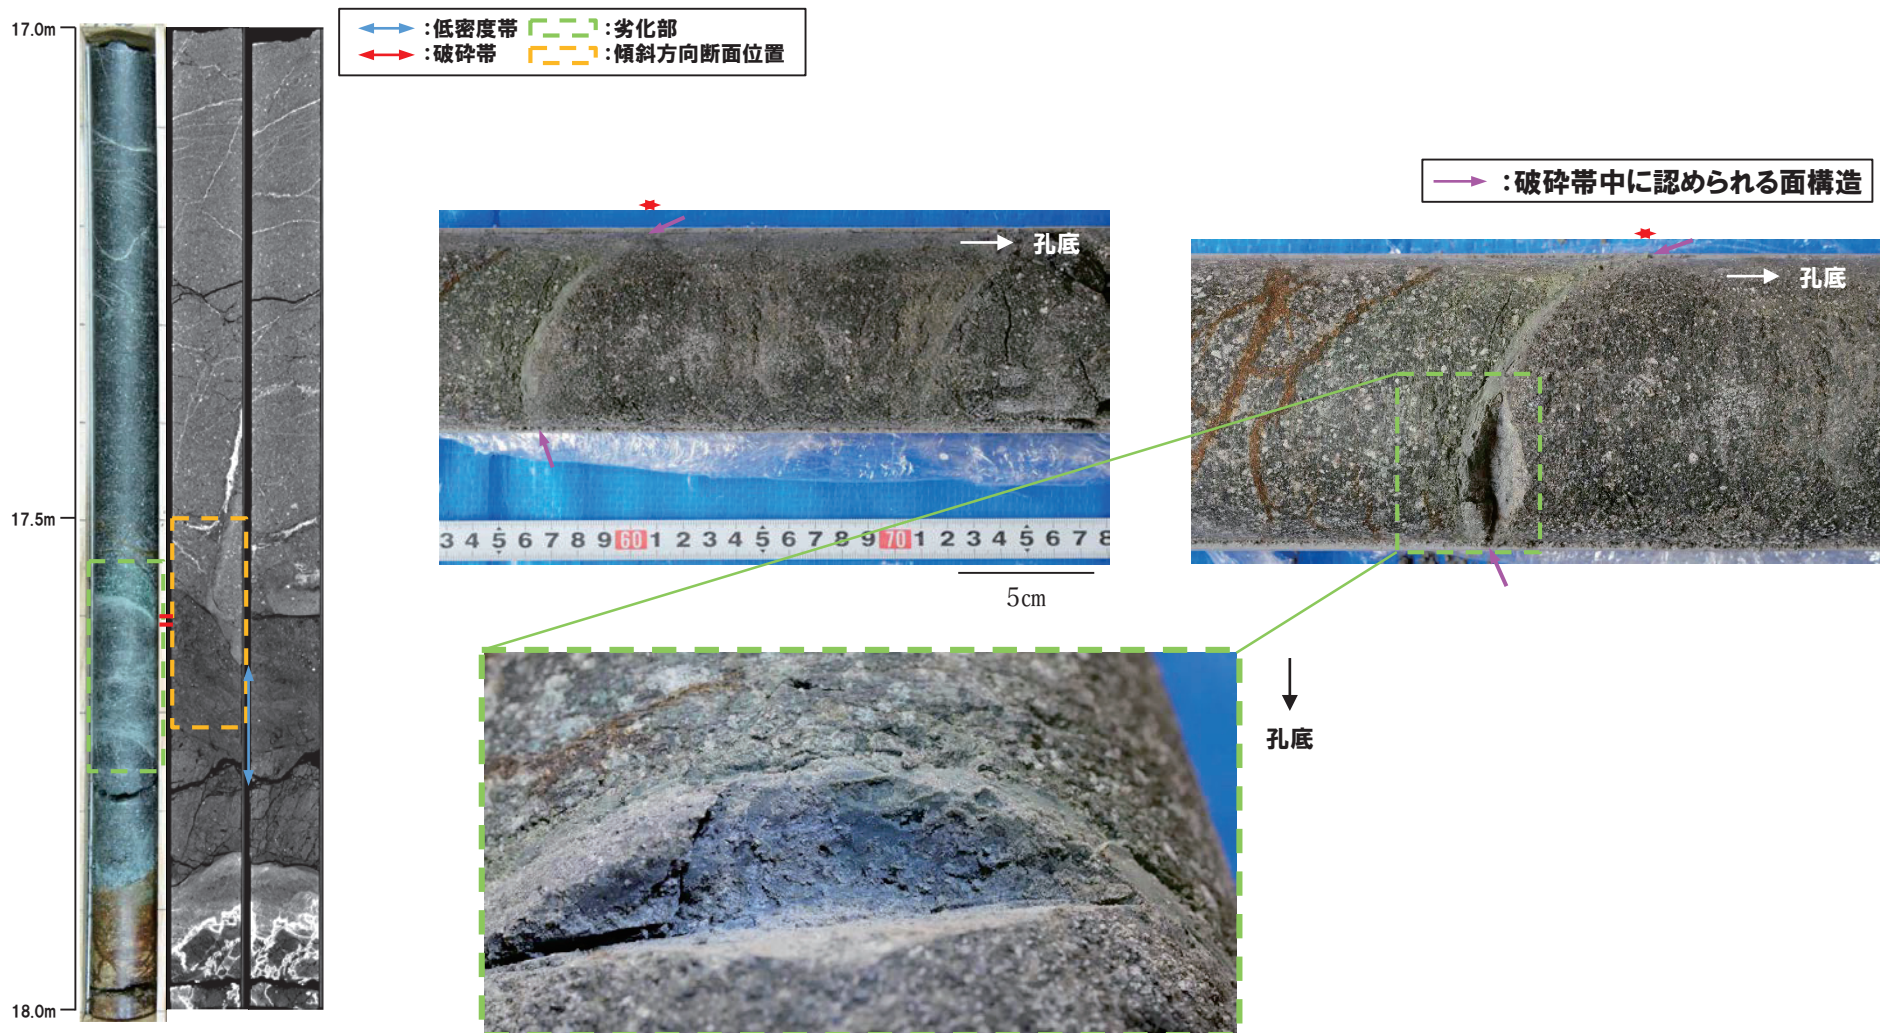 17.0m
:低密度帯
:劣化部
:破砕帯
:傾斜方向断面位置
:破砕帯中に認められる面構造
孔底
孔底
17.5m
3 4 5 6 7 8 9 60 1 2 3 4 5 6 7 8 9 70 1 2 3 4 5 6 7 8
5cm
孔底
18.0m